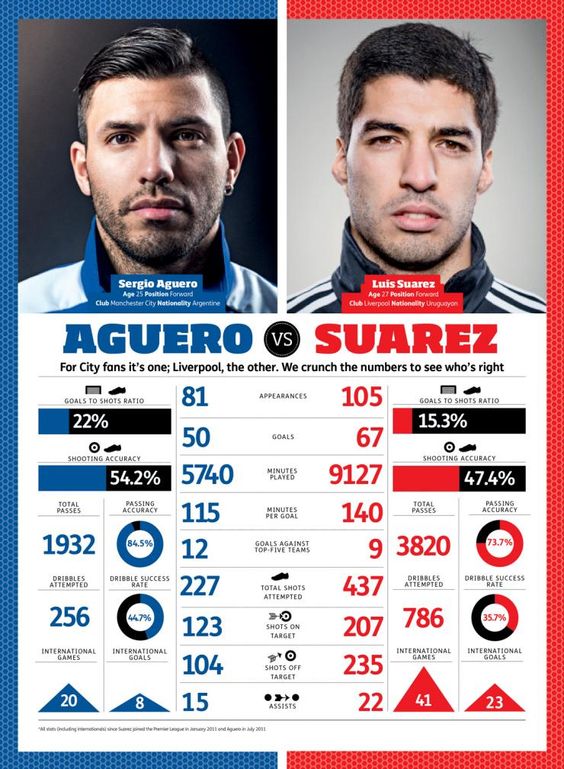 Sergio Aguero
Age 25 Position Forward
Club Manchester City Nationality Argentine
Luis Suarez
Age 27 Position Forward
Club Liverpool Nationality Uruguayan
AGUERO VS SUAREZ
For City fans it's one; Liverpool, the other. We crunch the numbers to see who's right
GOALS TO SHOTS RATIO
22%
SHOOTING ACCURACY
54.2%
TOTAL PASSES
1932
PASSING ACCURACY
84.5%
DRIBBLES ATTEMPTED
256
DRIBBLE SUCCESS RATE
44.7%
INTERNATIONAL GAMES
20
INTERNATIONAL GOALS
8
81 APPEARANCES 105
50 GOALS 67
5740 MINUTES PLAYED 9127
115 MINUTES PER GOAL 140
12 GOALS AGAINST TOP-FIVE TEAMS 9
227 TOTAL SHOTS ATTEMPTED 437
123 SHOTS ON TARGET 207
104 SHOTS OFF TARGET 235
15 ASSISTS 22
GOALS TO SHOTS RATIO
15.3%
SHOOTING ACCURACY
47.4%
TOTAL PASSES
3820
PASSING ACCURACY
73.7%
DRIBBLES ATTEMPTED
786
DRIBBLE SUCCESS RATE
35.7%
INTERNATIONAL GAMES
41
INTERNATIONAL GOALS
23
*All stats (including internationals) since Suarez joined the Premier League in January 2011 and Aguero in July 2011